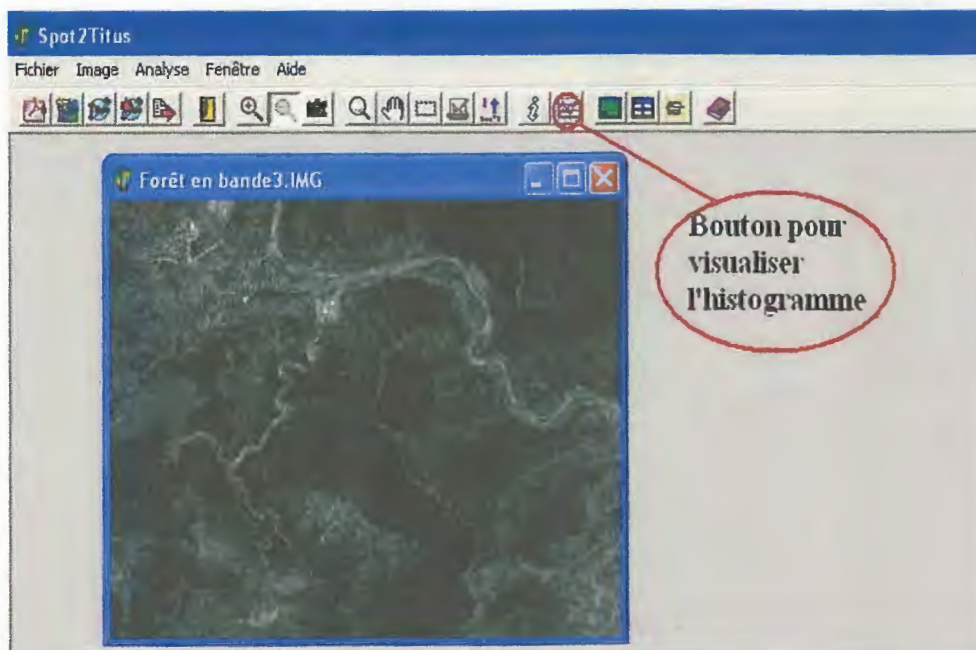 Spot2Titus
Fichier Image Analyse Fenêtre Aide
Forêt en bande3.IMG
Bouton pour
visualiser
l'histogramme